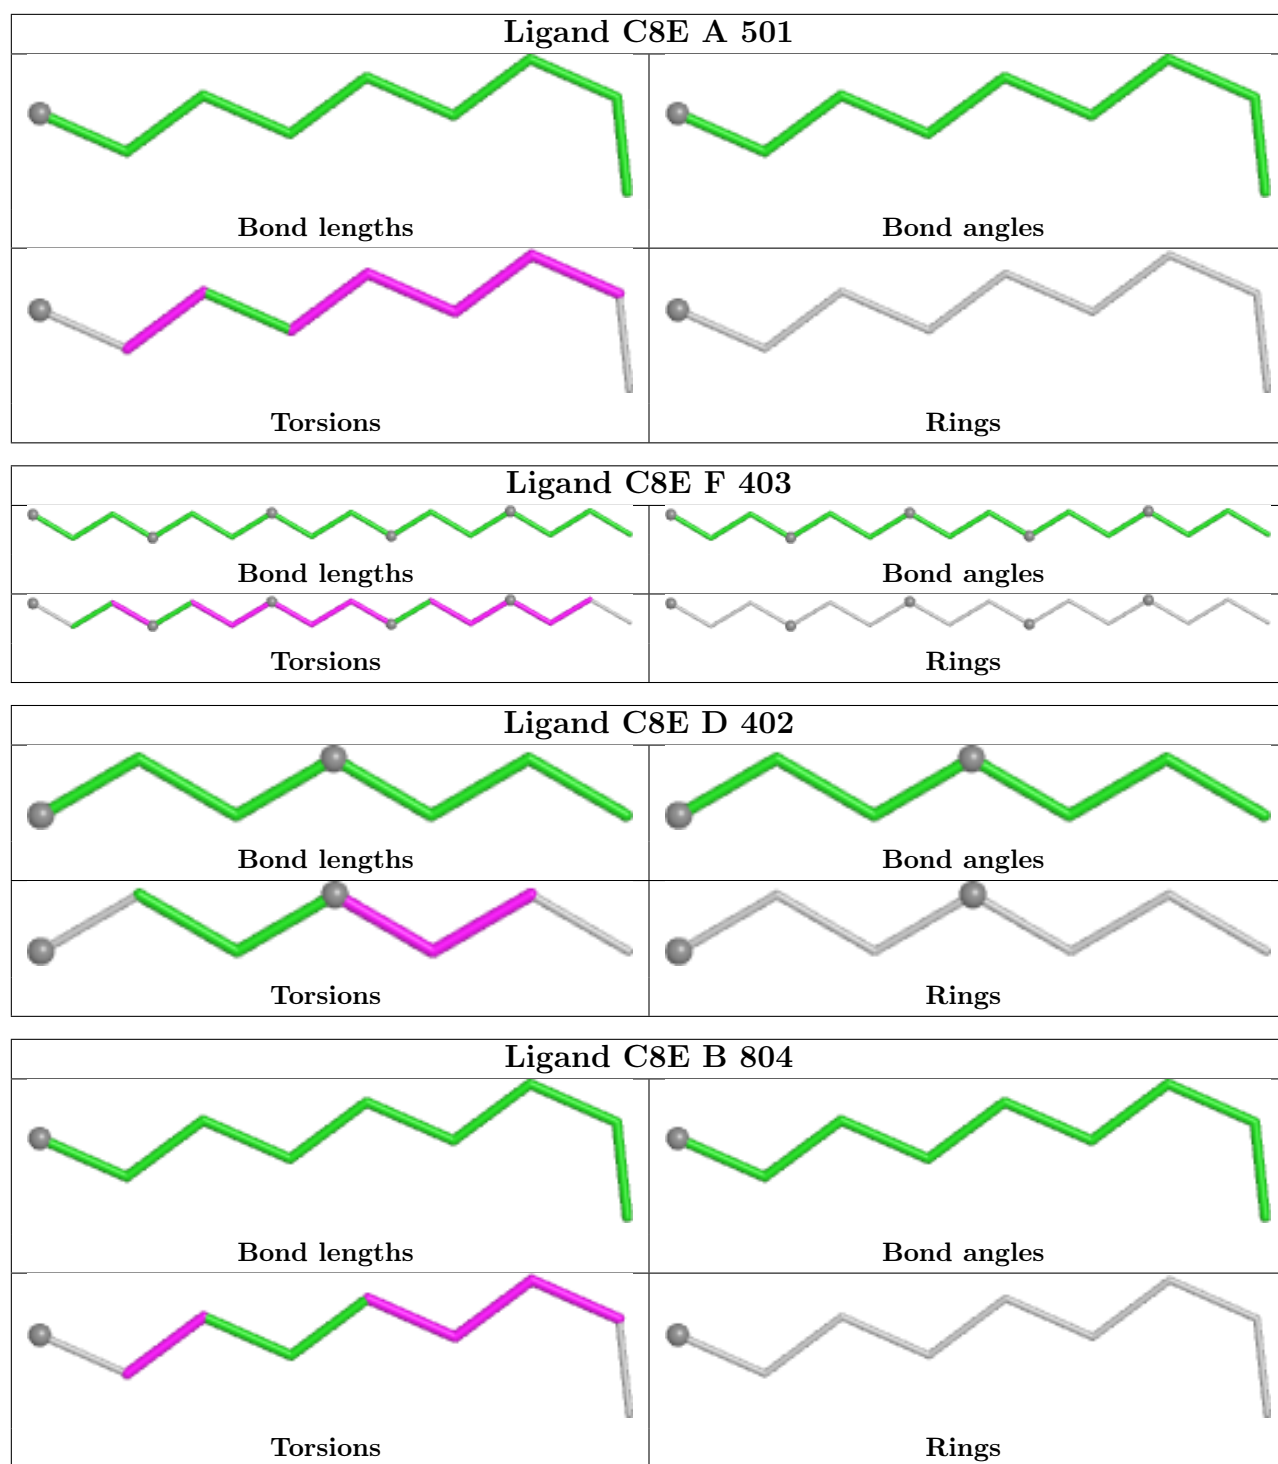 Ligand C8E A 501
Bond lengths
Bond angles
Torsions
Rings
Ligand C8E F 403
Bond lengths
Bond angles
Torsions
Rings
Ligand C8E D 402
Bond lengths
Bond angles
Torsions
Rings
Ligand C8E B 804
Bond lengths
Bond angles
Torsions
Rings